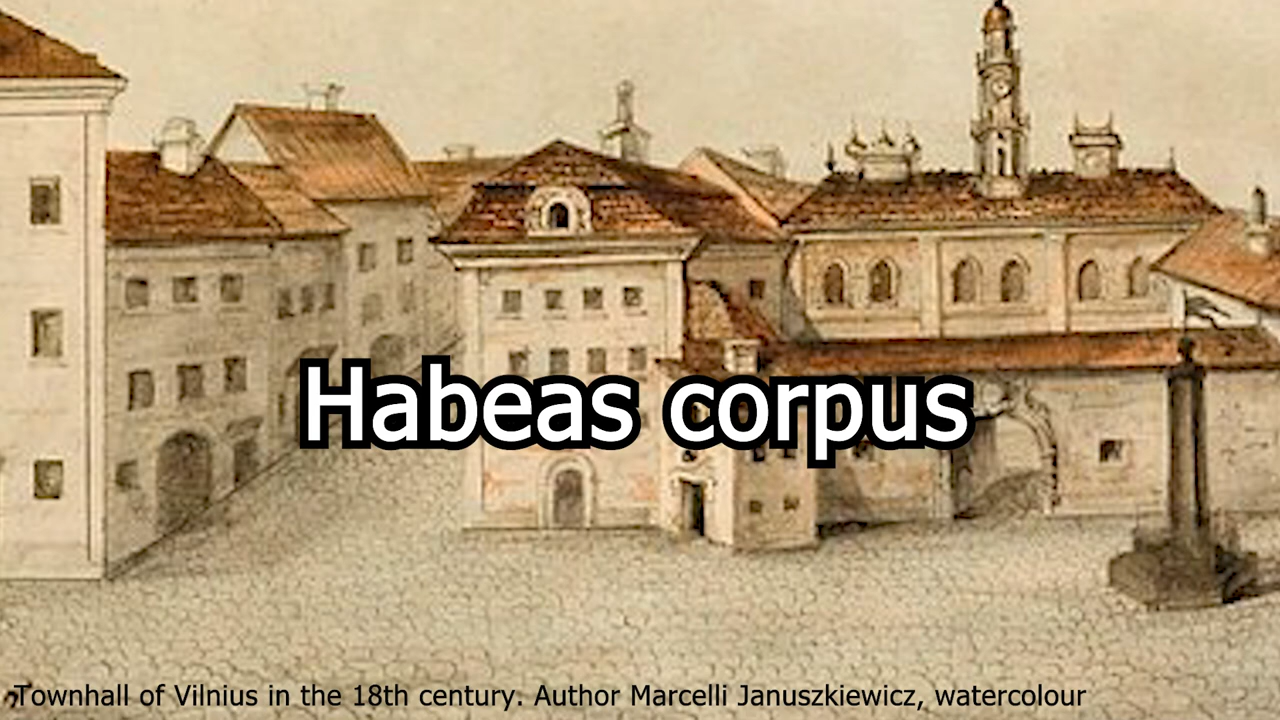 Habeas corpus
Townhall of Vilnius in the 18th century. Author Marcelli Januszkiewicz, watercolour